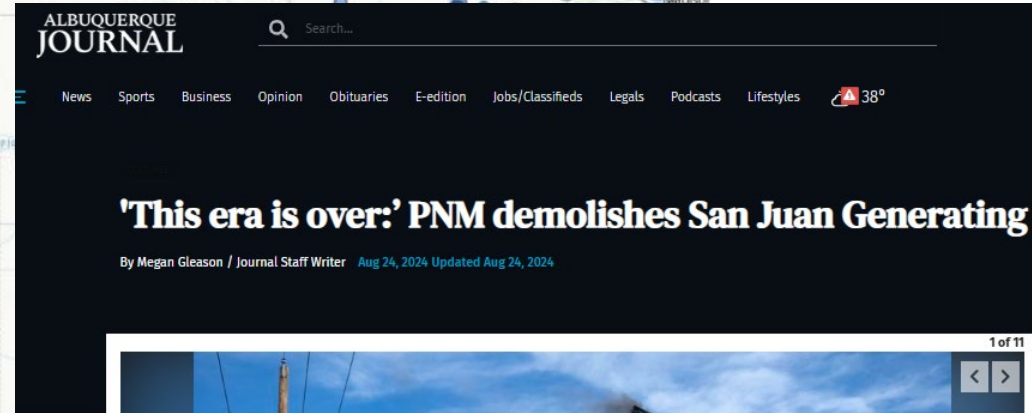 ALBUQUERQUE
JOURNAL
Search...
News Sports Business Opinion Obituaries E-edition Jobs/Classifieds Legals Podcasts Lifestyles 38°
'This era is over:’ PNM demolishes San Juan Generating
By Megan Gleason / Journal Staff Writer Aug 24, 2024 Updated Aug 24, 2024
1 of 11